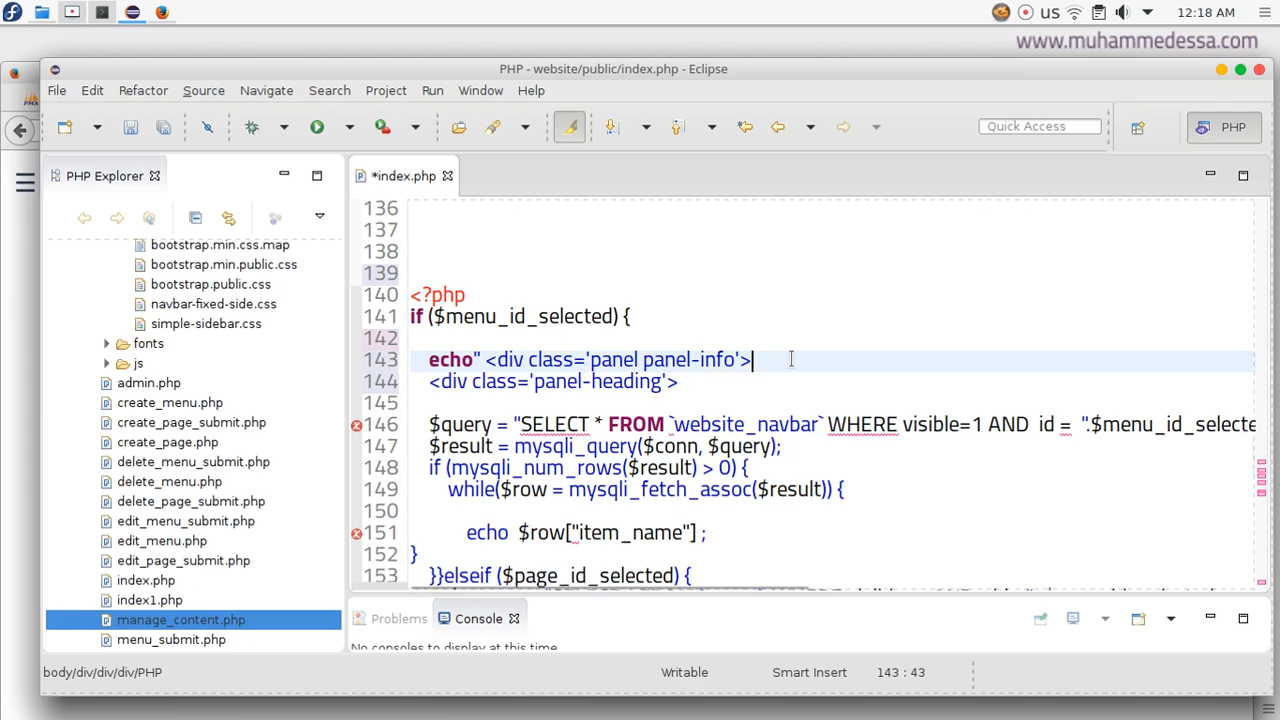 us
12:18 AM
www.muhammedessa.com
PHP - website/public/index.php - Eclipse
File Edit Refactor Source Navigate Search Project Run Window Help
Quick Access
PHP
PHP Explorer
*index.php
bootstrap.min.css.map
bootstrap.min.public.css
bootstrap.public.css
navbar-fixed-side.css
simple-sidebar.css
fonts
js
admin.php
create_menu.php
create_page_submit.php
create_page.php
delete_menu_submit.php
delete_menu.php
delete_page_submit.php
edit_menu_submit.php
edit_menu.php
edit_page_submit.php
index.php
index1.php
manage_content.php
menu_submit.php
136
137
138
139
140 <?php
141 if ($menu_id_selected) {
142
143 echo" <div class='panel panel-info'>
144 <div class='panel-heading'>
145
146 $query = "SELECT * FROM `website_navbar` WHERE visible=1 AND id = ".$menu_id_selecte
147 $result = mysqli_query($conn, $query);
148 if (mysqli_num_rows($result) > 0) {
149 while($row = mysqli_fetch_assoc($result)) {
150
151 echo $row["item_name"] ;
152 }
153 }}elseif ($page_id_selected) {
Problems Console
No consoles to display at this time.
body/div/div/div/PHP
Writable
Smart Insert
143 : 43